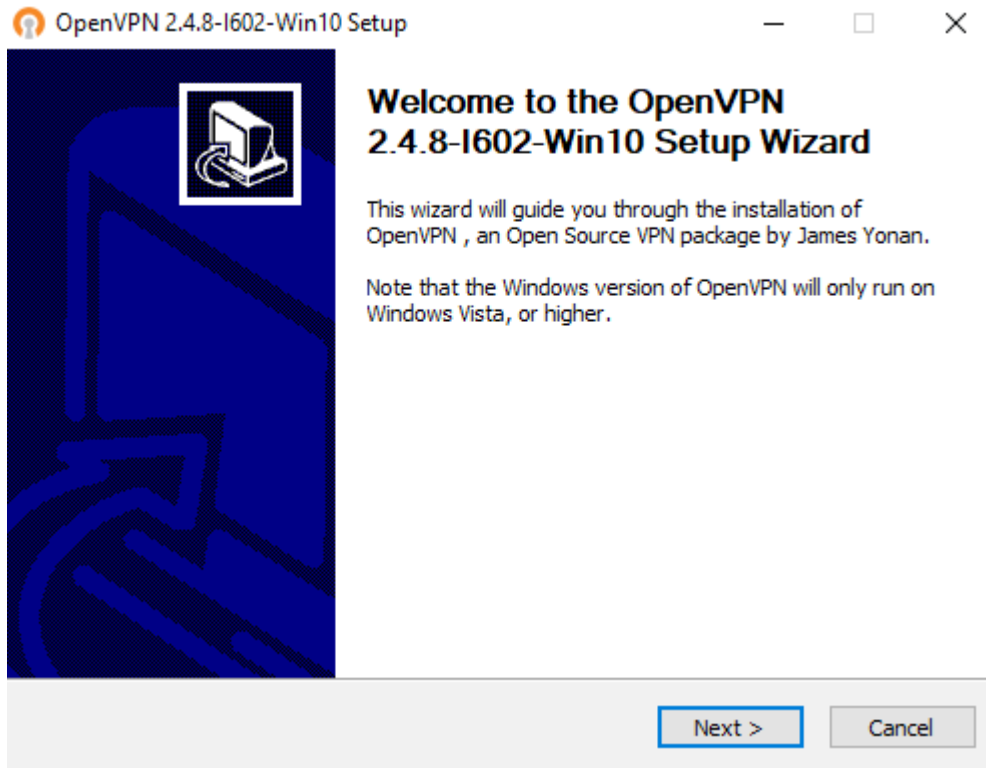 OpenVPN 2.4.8-I602-Win10 Setup
Welcome to the OpenVPN
2.4.8-I602-Win10 Setup Wizard
This wizard will guide you through the installation of
OpenVPN , an Open Source VPN package by James Yonan.
Note that the Windows version of OpenVPN will only run on
Windows Vista, or higher.
Next >
Cancel